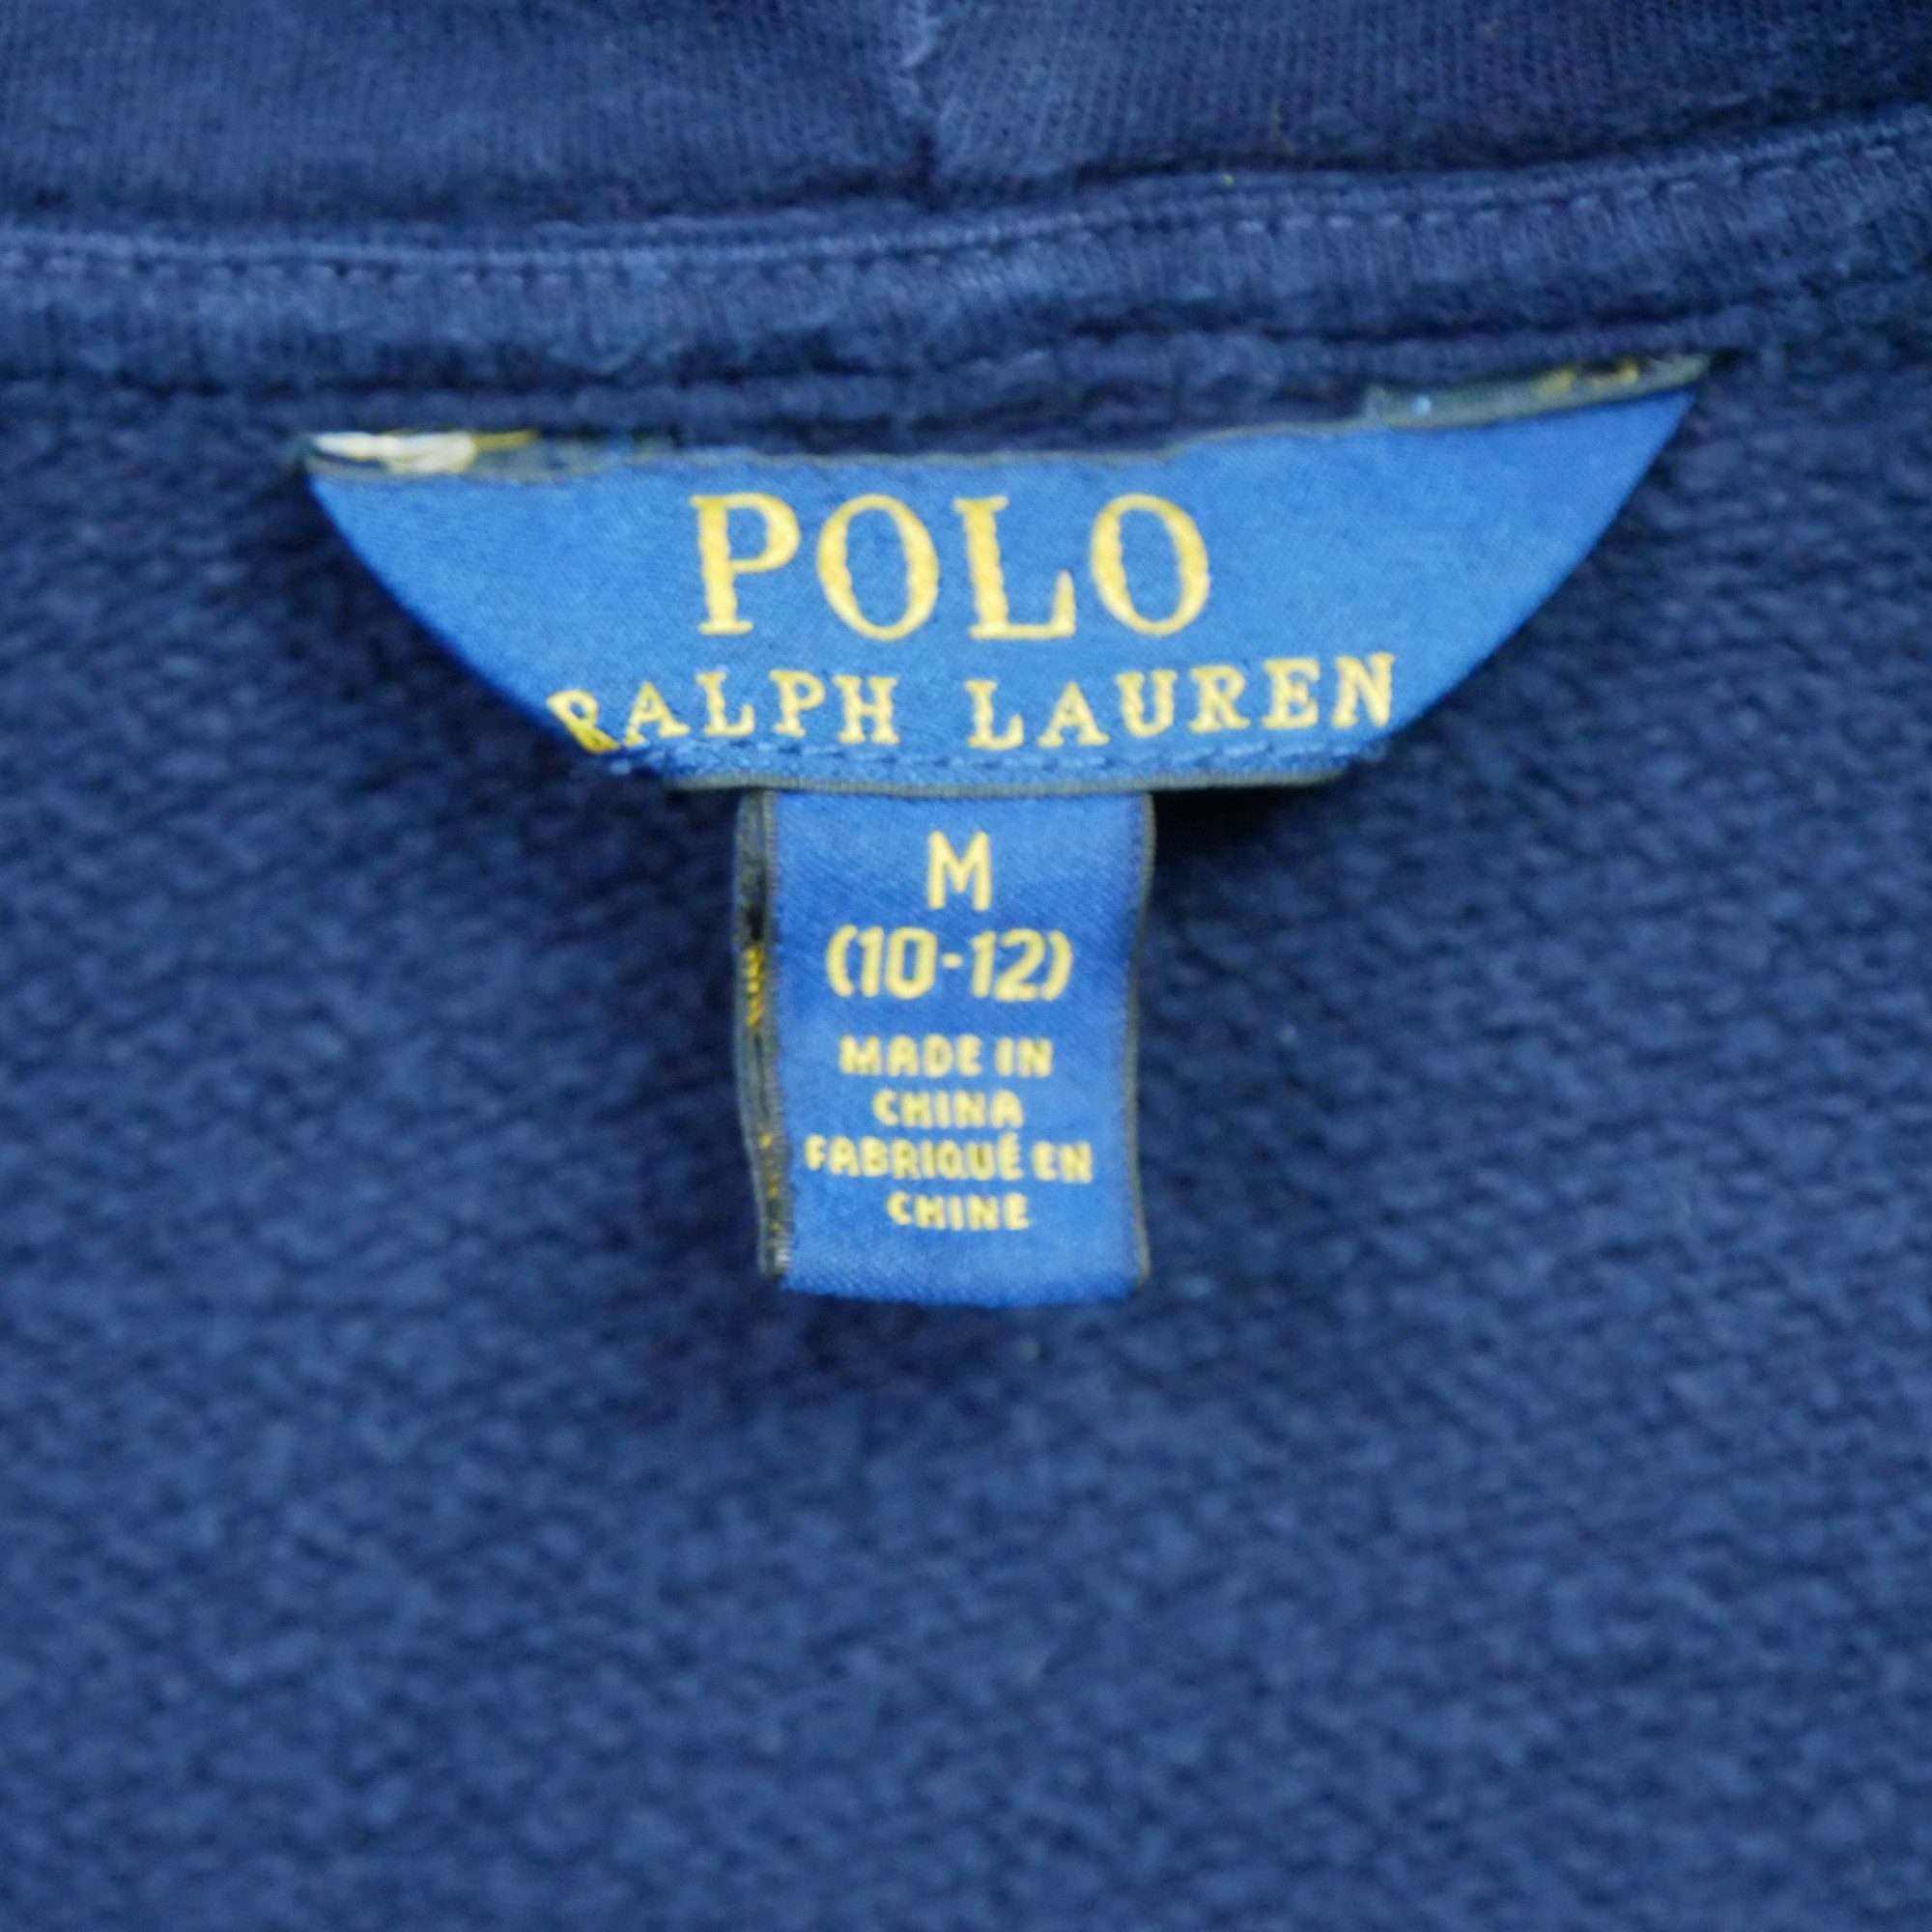 POLO
RALPH LAUREN
M
(10-12)
MADE IN
CHINA
FABRIQUÉ EN
CHINE